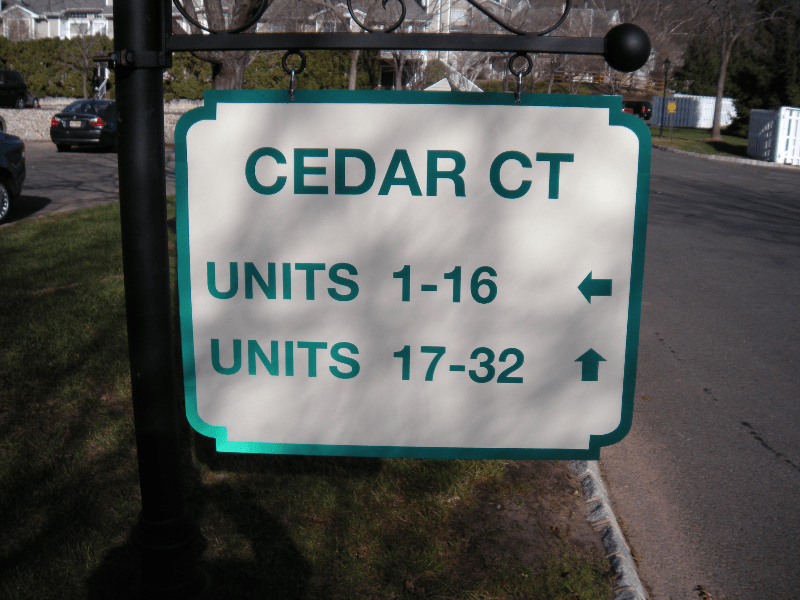 CEDAR CT
UNITS 1-16 ←
UNITS 17-32 ↑